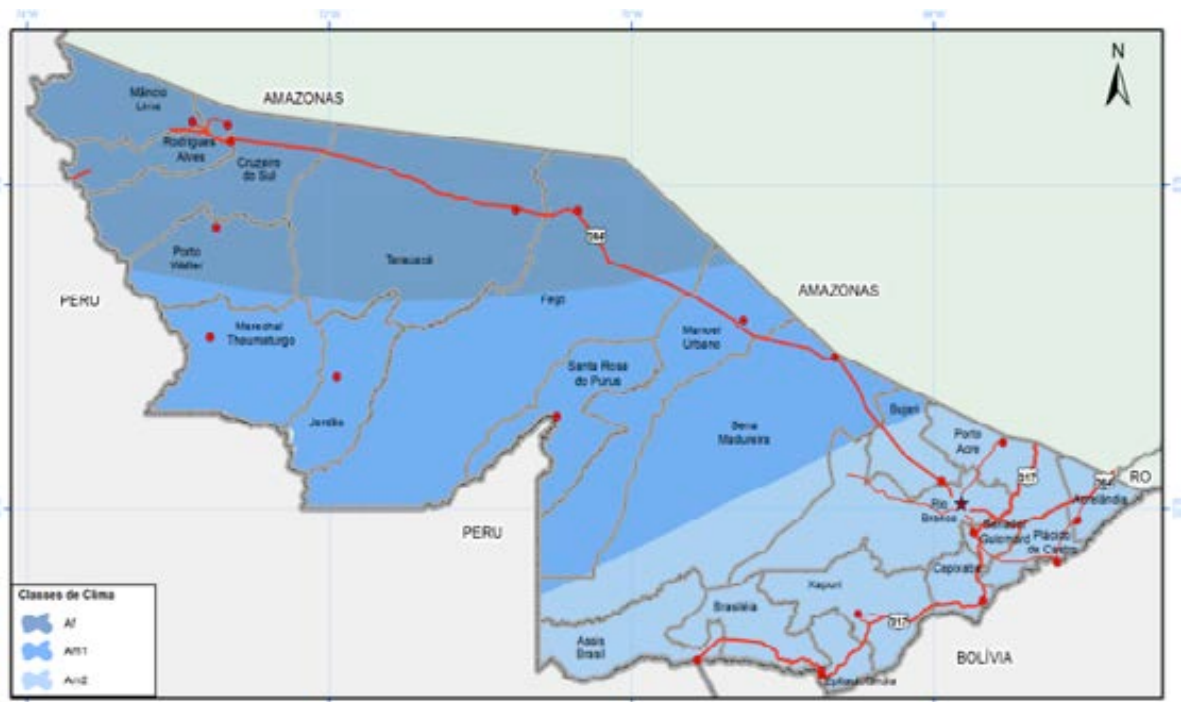 N
AMAZONAS
Mâncio
Lima
Rodrigues
Alves
Cruzeiro
do Sul
Porto
Walter
Tarauacá
364
PERU
Feijó
AMAZONAS
Marechal
Thaumaturgo
Manuel
Urbano
Santa Rosa
do Purus
Jordão
Sena
Madureira
Bujari
Porto
Acre
317
364
RO
Acrelândia
Rio
Branco
Senador
Guiomard
Plácido
de Castro
PERU
Capixaba
Xapuri
Brasiléia
317
Assis
Brasil
BOLÍVIA
Epitaciolândia
Classes de Clima
Af
Am1
Am2